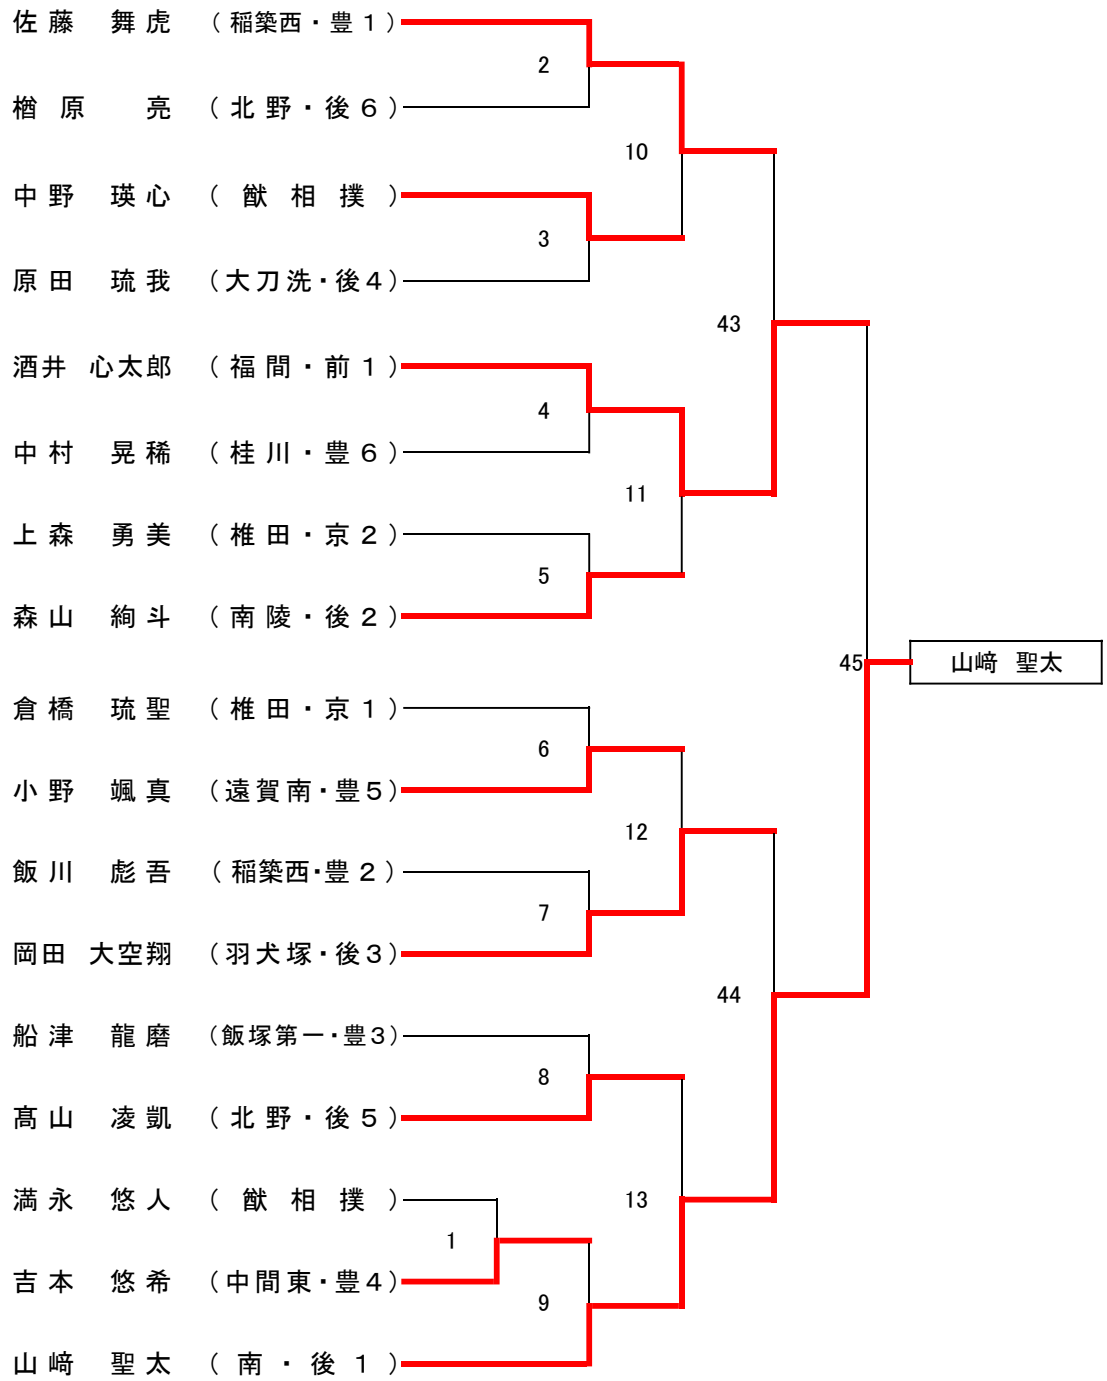 佐藤 舞虎 （稲築西・豊１）
2
楢原 亮 （北野・後６）
10
中野 瑛心 （猷相撲）
3
原田 琉我 （大刀洗・後４）
43
酒井 心太郎 （福間・前１）
4
中村 晃稀 （桂川・豊６）
11
上森 勇美 （椎田・京２）
5
森山 絢斗 （南陵・後２）
45 山﨑 聖太
倉橋 琉聖 （椎田・京１）
6
小野 颯真 （遠賀南・豊５）
12
飯川 彪吾 （稲築西・豊２）
7
岡田 大空翔 （羽犬塚・後３）
44
船津 龍磨 （飯塚第一・豊３）
8
髙山 凌凱 （北野・後５）
満永 悠人 （猷相撲）
13
1
吉本 悠希 （中間東・豊４）
9
山﨑 聖太 （南・後１）